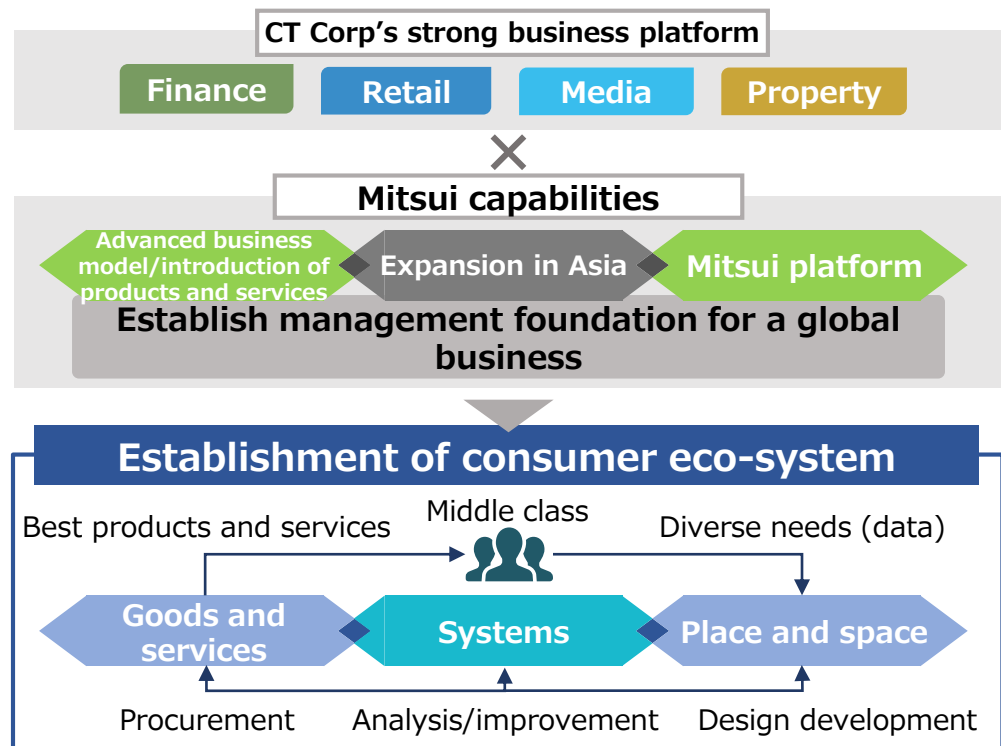 CT Corp’s strong business platform
Finance
Retail
Media
Property
×
Mitsui capabilities
Advanced business
model/introduction of
products and services
Expansion in Asia
Mitsui platform
Establish management foundation for a global
business
Establishment of consumer eco-system
Middle class
Best products and services
Diverse needs (data)
Goods and
services
Systems
Place and space
Procurement
Analysis/improvement
Design development